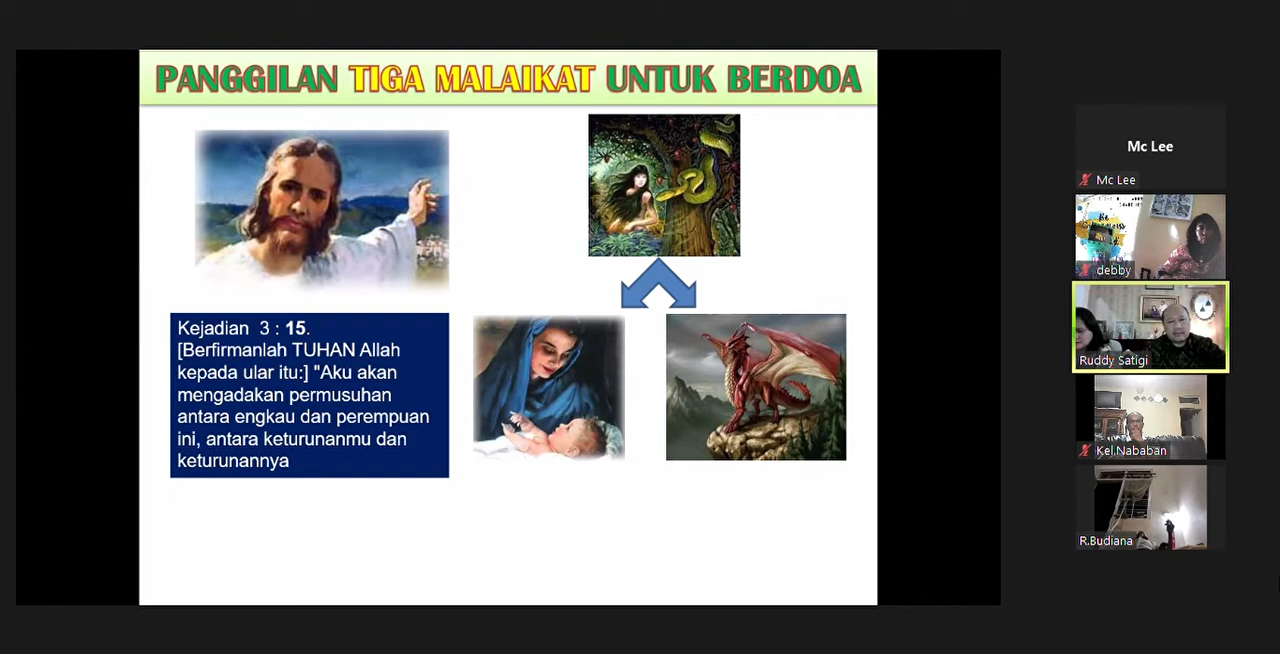 PANGGILAN TIGA MALAIKAT UNTUK BERDOA
Kejadian 3 : 15.
[Berfirmanlah TUHAN Allah
kepada ular itu:] "Aku akan
mengadakan permusuhan
antara engkau dan perempuan
ini, antara keturunanmu dan
keturunannya
Mc Lee
Mc Lee
debby
Ruddy Satigi
Kel.Nababan
R.Budiana